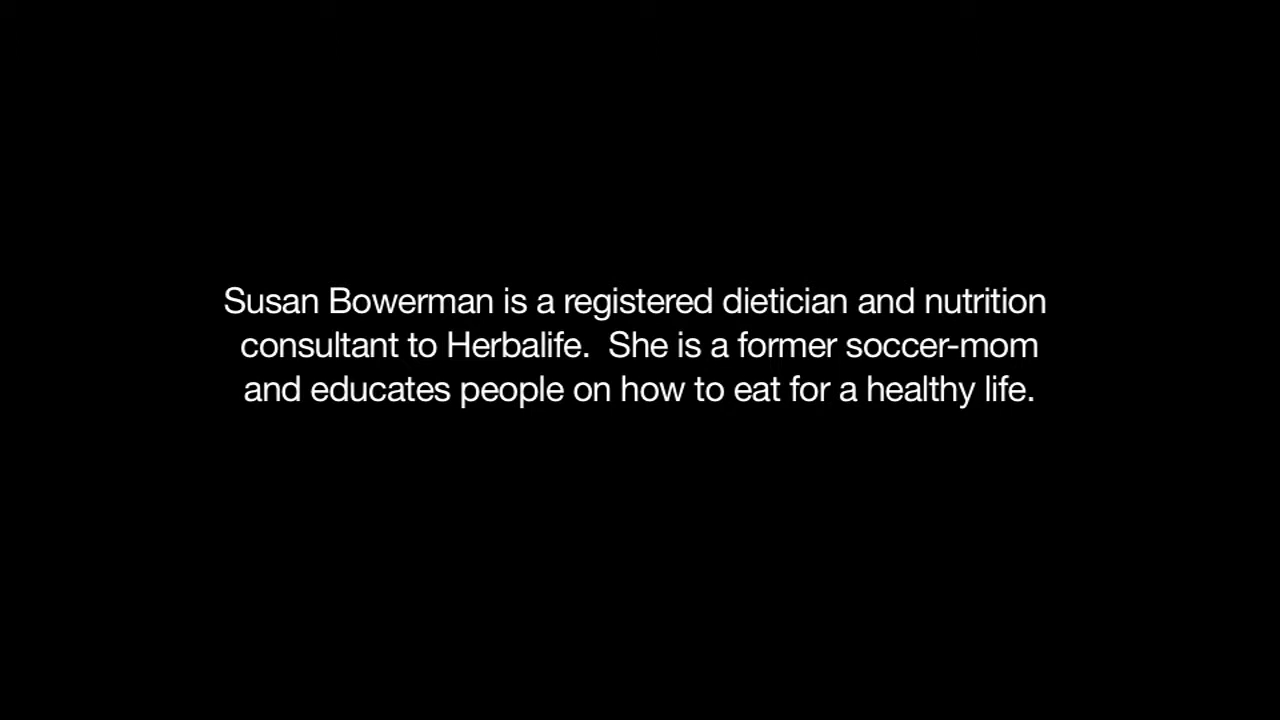 Susan Bowerman is a registered dietician and nutrition
consultant to Herbalife.  She is a former soccer-mom
and educates people on how to eat for a healthy life.